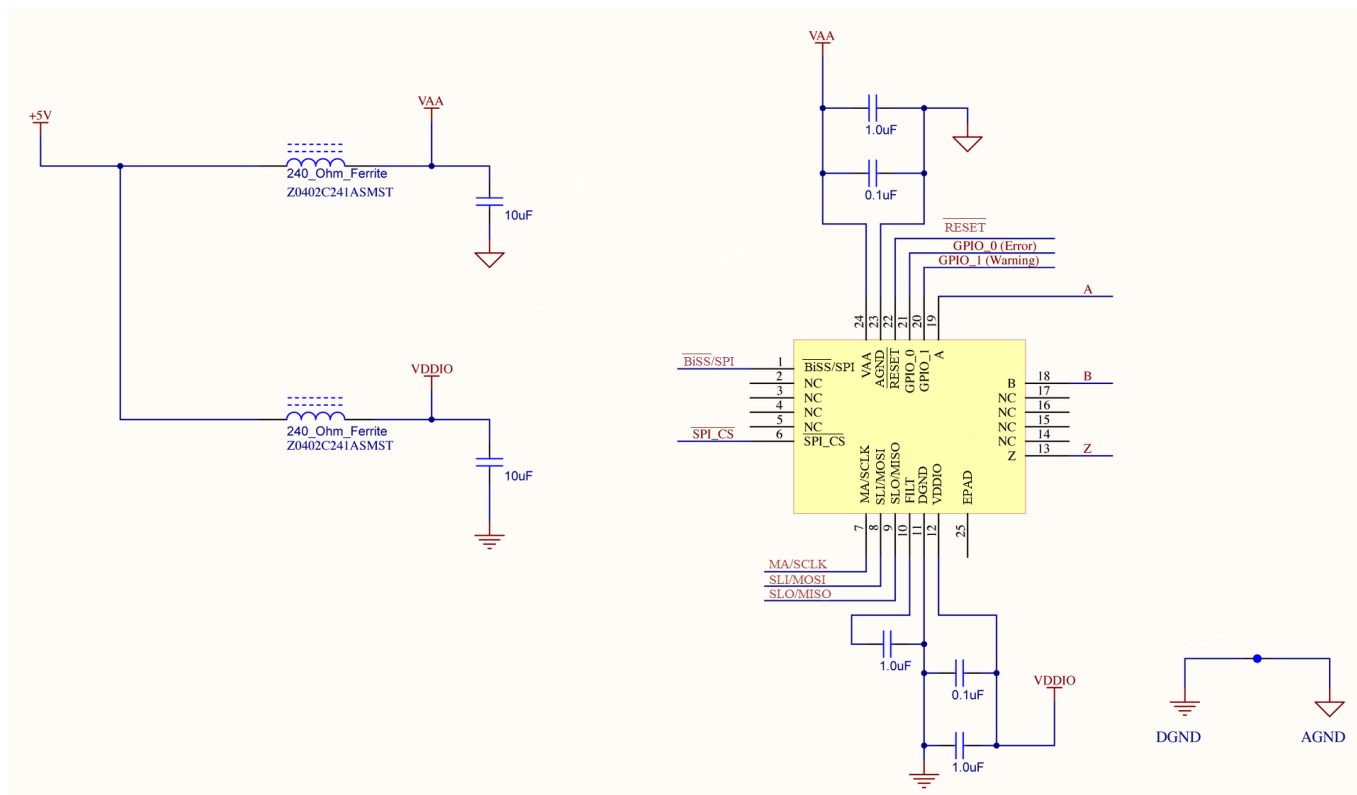 +5V
VAA
240_Ohm_Ferrite
Z0402C241ASMST
10uF
VDDIO
240_Ohm_Ferrite
Z0402C241ASMST
10uF
VAA
1.0uF
0.1uF
RESET
GPIO_0 (Error)
GPIO_1 (Warning)
A
24
23
22
21
20
19
VAA
AGND
RESET
GPIO_0
GPIO_1
A
BiSS/SPI
1
BiSS/SPI
2
NC
3
NC
4
NC
5
NC
SPI_CS
6
SPI_CS
B
18
B
NC
17
NC
16
NC
15
NC
14
Z
13
Z
MA/SCLK
SLI/MOSI
SLO/MISO
FILT
DGND
VDDIO
EPAD
7
8
9
10
11
12
25
MA/SCLK
SLI/MOSI
SLO/MISO
1.0uF
0.1uF
VDDIO
1.0uF
DGND
AGND